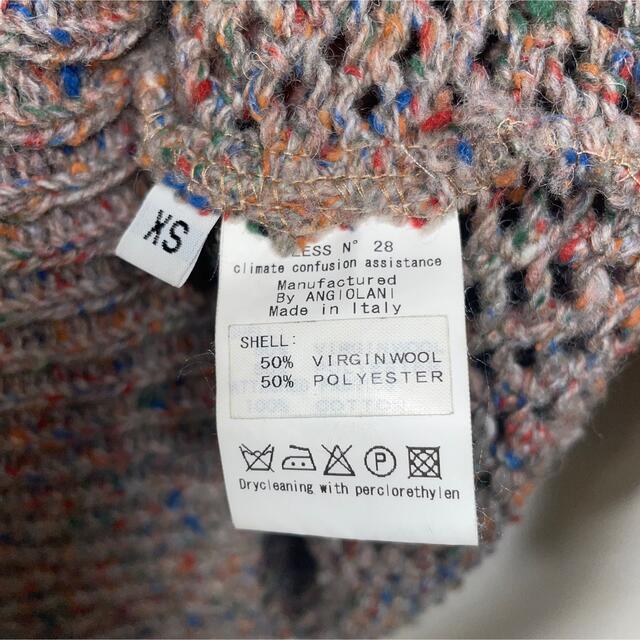 XS
LESS N° 28
climate confusion assistance
Manufactured
By ANGIOLANI
Made in Italy
SHELL:
50% VIRGINWOOL
50% POLYESTER
P
Drycleaning with perclorethylen